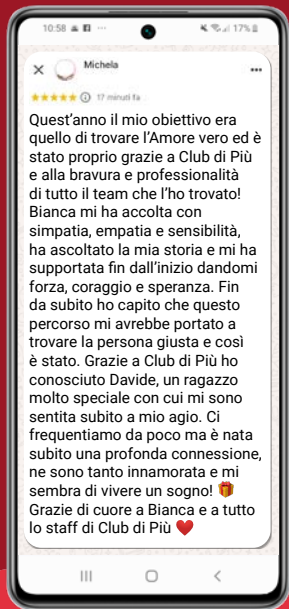 10:58
17%
Michela
17 minuti fa
Quest'anno il mio obiettivo era
quello di trovare l'Amore vero ed è
stato proprio grazie a Club di Più
e alla bravura e professionalità
di tutto il team che l'ho trovato!
Bianca mi ha accolta con
simpatia, empatia e sensibilità,
ha ascoltato la mia storia e mi ha
supportata fin dall'inizio dandomi
forza, coraggio e speranza. Fin
da subito ho capito che questo
percorso mi avrebbe portato a
trovare la persona giusta e così
è stato. Grazie a Club di Più ho
conosciuto Davide, un ragazzo
molto speciale con cui mi sono
sentita subito a mio agio. Ci
frequentiamo da poco ma è nata
subito una profonda connessione,
ne sono tanto innamorata e mi
sembra di vivere un sogno! 🎁
Grazie di cuore a Bianca e a tutto
lo staff di Club di Più ❤️